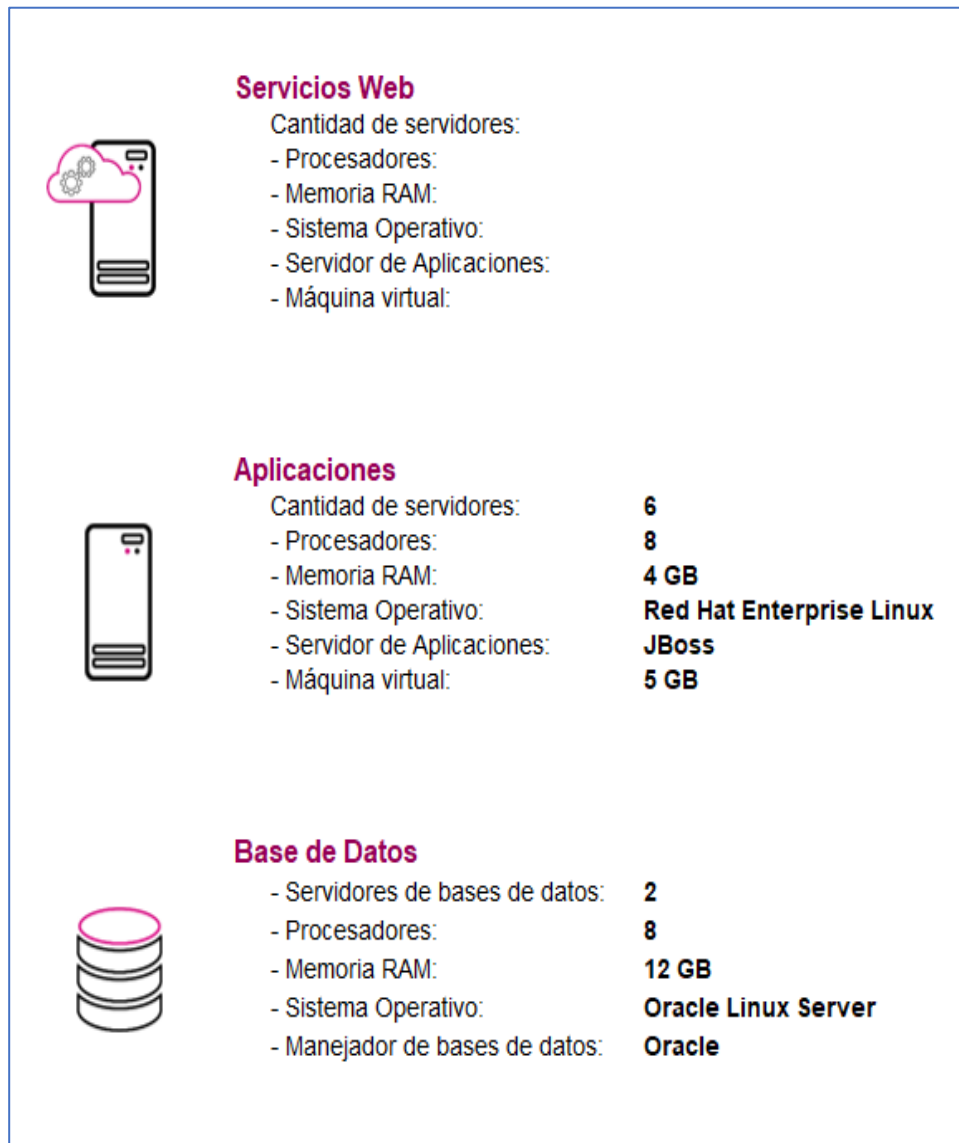 Servicios Web
Cantidad de servidores:
- Procesadores:
- Memoria RAM:
- Sistema Operativo:
- Servidor de Aplicaciones:
- Máquina virtual:
Aplicaciones
Cantidad de servidores: 6
- Procesadores: 8
- Memoria RAM: 4 GB
- Sistema Operativo: Red Hat Enterprise Linux
- Servidor de Aplicaciones: JBoss
- Máquina virtual: 5 GB
Base de Datos
- Servidores de bases de datos: 2
- Procesadores: 8
- Memoria RAM: 12 GB
- Sistema Operativo: Oracle Linux Server
- Manejador de bases de datos: Oracle